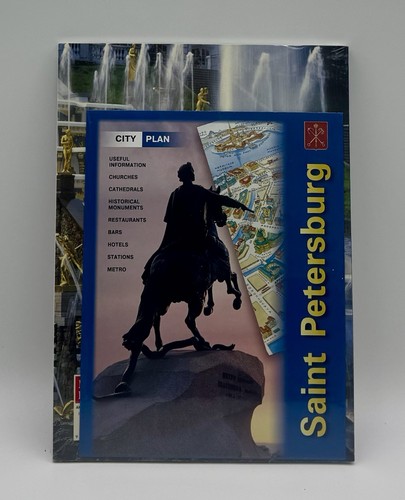 CITY PLAN
USEFUL
INFORMATION
CHURCHES
CATHEDRALS
HISTORICAL
MONUMENTS
RESTAURANTS
BARS
HOTELS
STATIONS
METRO
Saint Petersburg